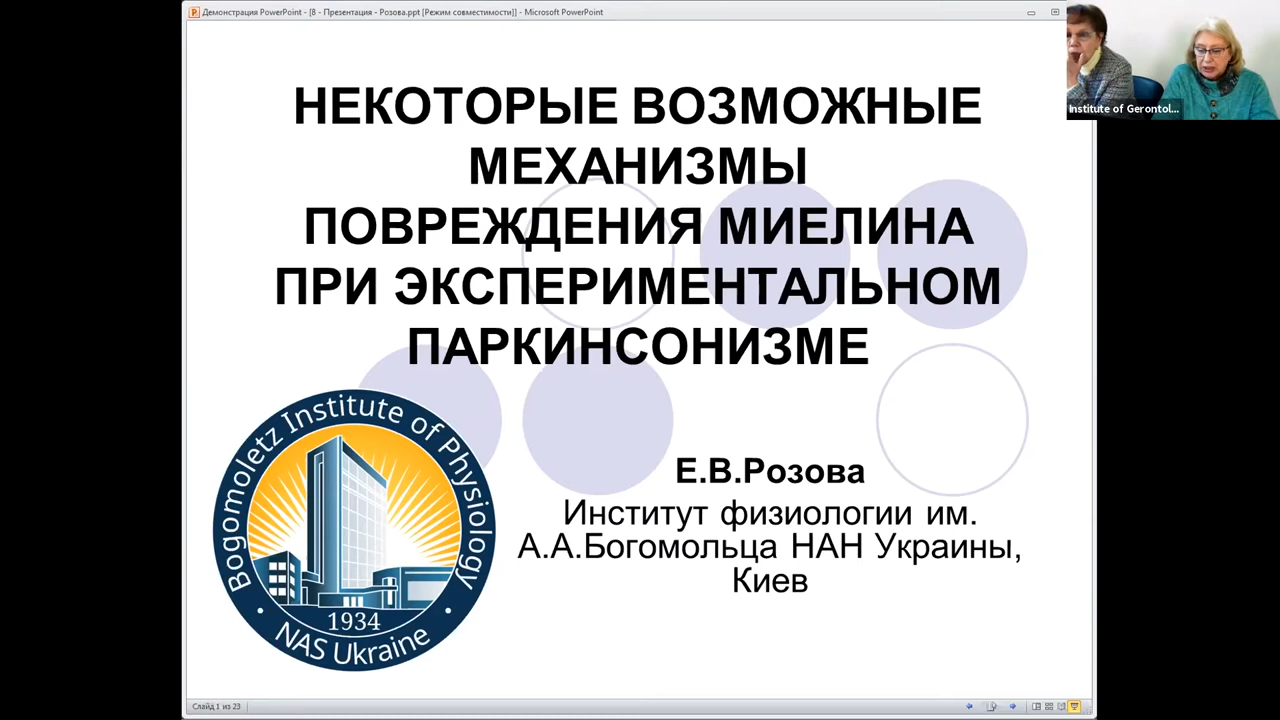 Демонстрация PowerPoint - [8 - Презентация - Розова.ppt [Режим совместимости]] - Microsoft PowerPoint
Institute of Gerontol...
НЕКОТОРЫЕ ВОЗМОЖНЫЕ
МЕХАНИЗМЫ
ПОВРЕЖДЕНИЯ МИЕЛИНА
ПРИ ЭКСПЕРИМЕНТАЛЬНОМ
ПАРКИНСОНИЗМЕ
Bogomoletz Institute of Physiology
1934
NAS Ukraine
Е.В.Розова
Институт физиологии им.
А.А.Богомольца НАН Украины,
Киев
Слайд 1 из 23